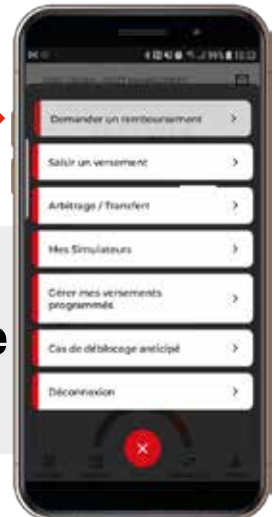 Demander un remboursement
Saisir un versement
Arbitrage / Transfert
Mes Simulateurs
Gérer mes versements
programmés
e
Cas de déblocage anticipé
Déconnexion